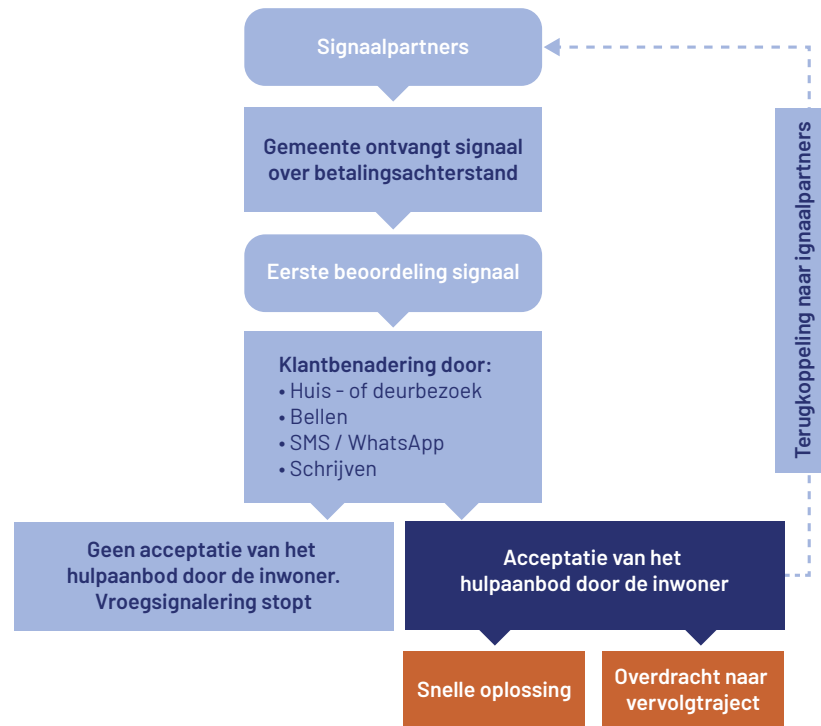 Signaalpartners
Gemeente ontvangt signaal
over betalingsachterstand
Eerste beoordeling signaal
Klantbenadering door:
• Huis - of deurbezoek
• Bellen
• SMS / WhatsApp
• Schrijven
Geen acceptatie van het
hulpaanbod door de inwoner.
Vroegsignalering stopt
Acceptatie van het
hulpaanbod door de inwoner
Snelle oplossing
Overdracht naar
vervolgtraject
Terugkoppeling naar ignaalpartners